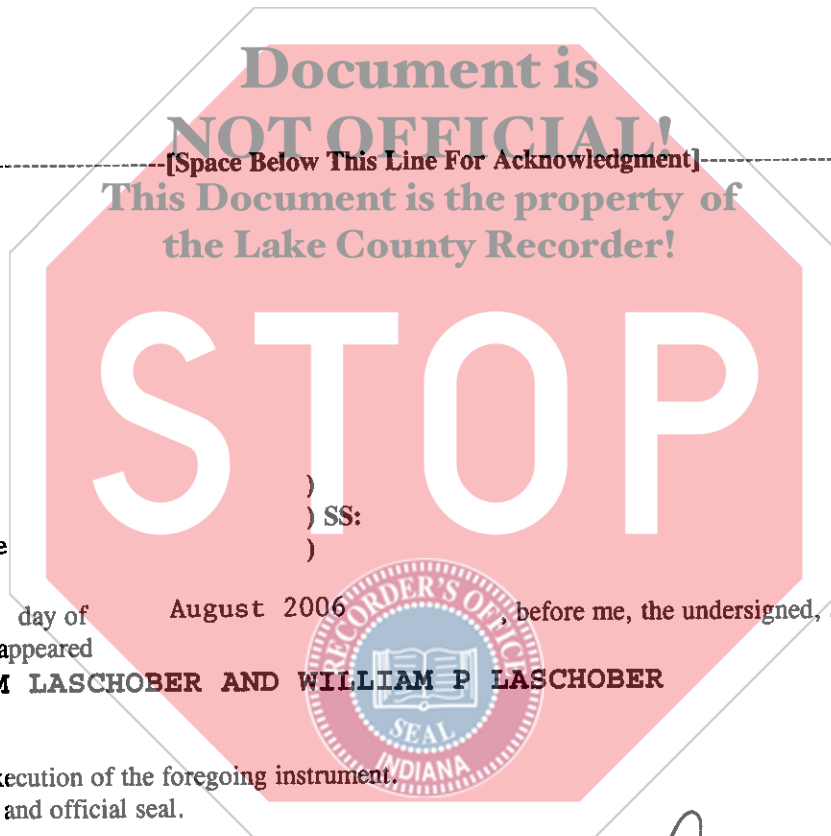 Document is
NOT OFFICIAL!
[Space Below This Line For Acknowledgment]
This Document is the property of
the Lake County Recorder!
STOP
)
) SS:
)
day of August 2006, before me, the undersigned,
appeared
LASCHOBER AND WILLIAM P LASCHOBER
RECORDER'S OFFICE
SEAL
INDIANA
execution of the foregoing instrument.
and official seal.